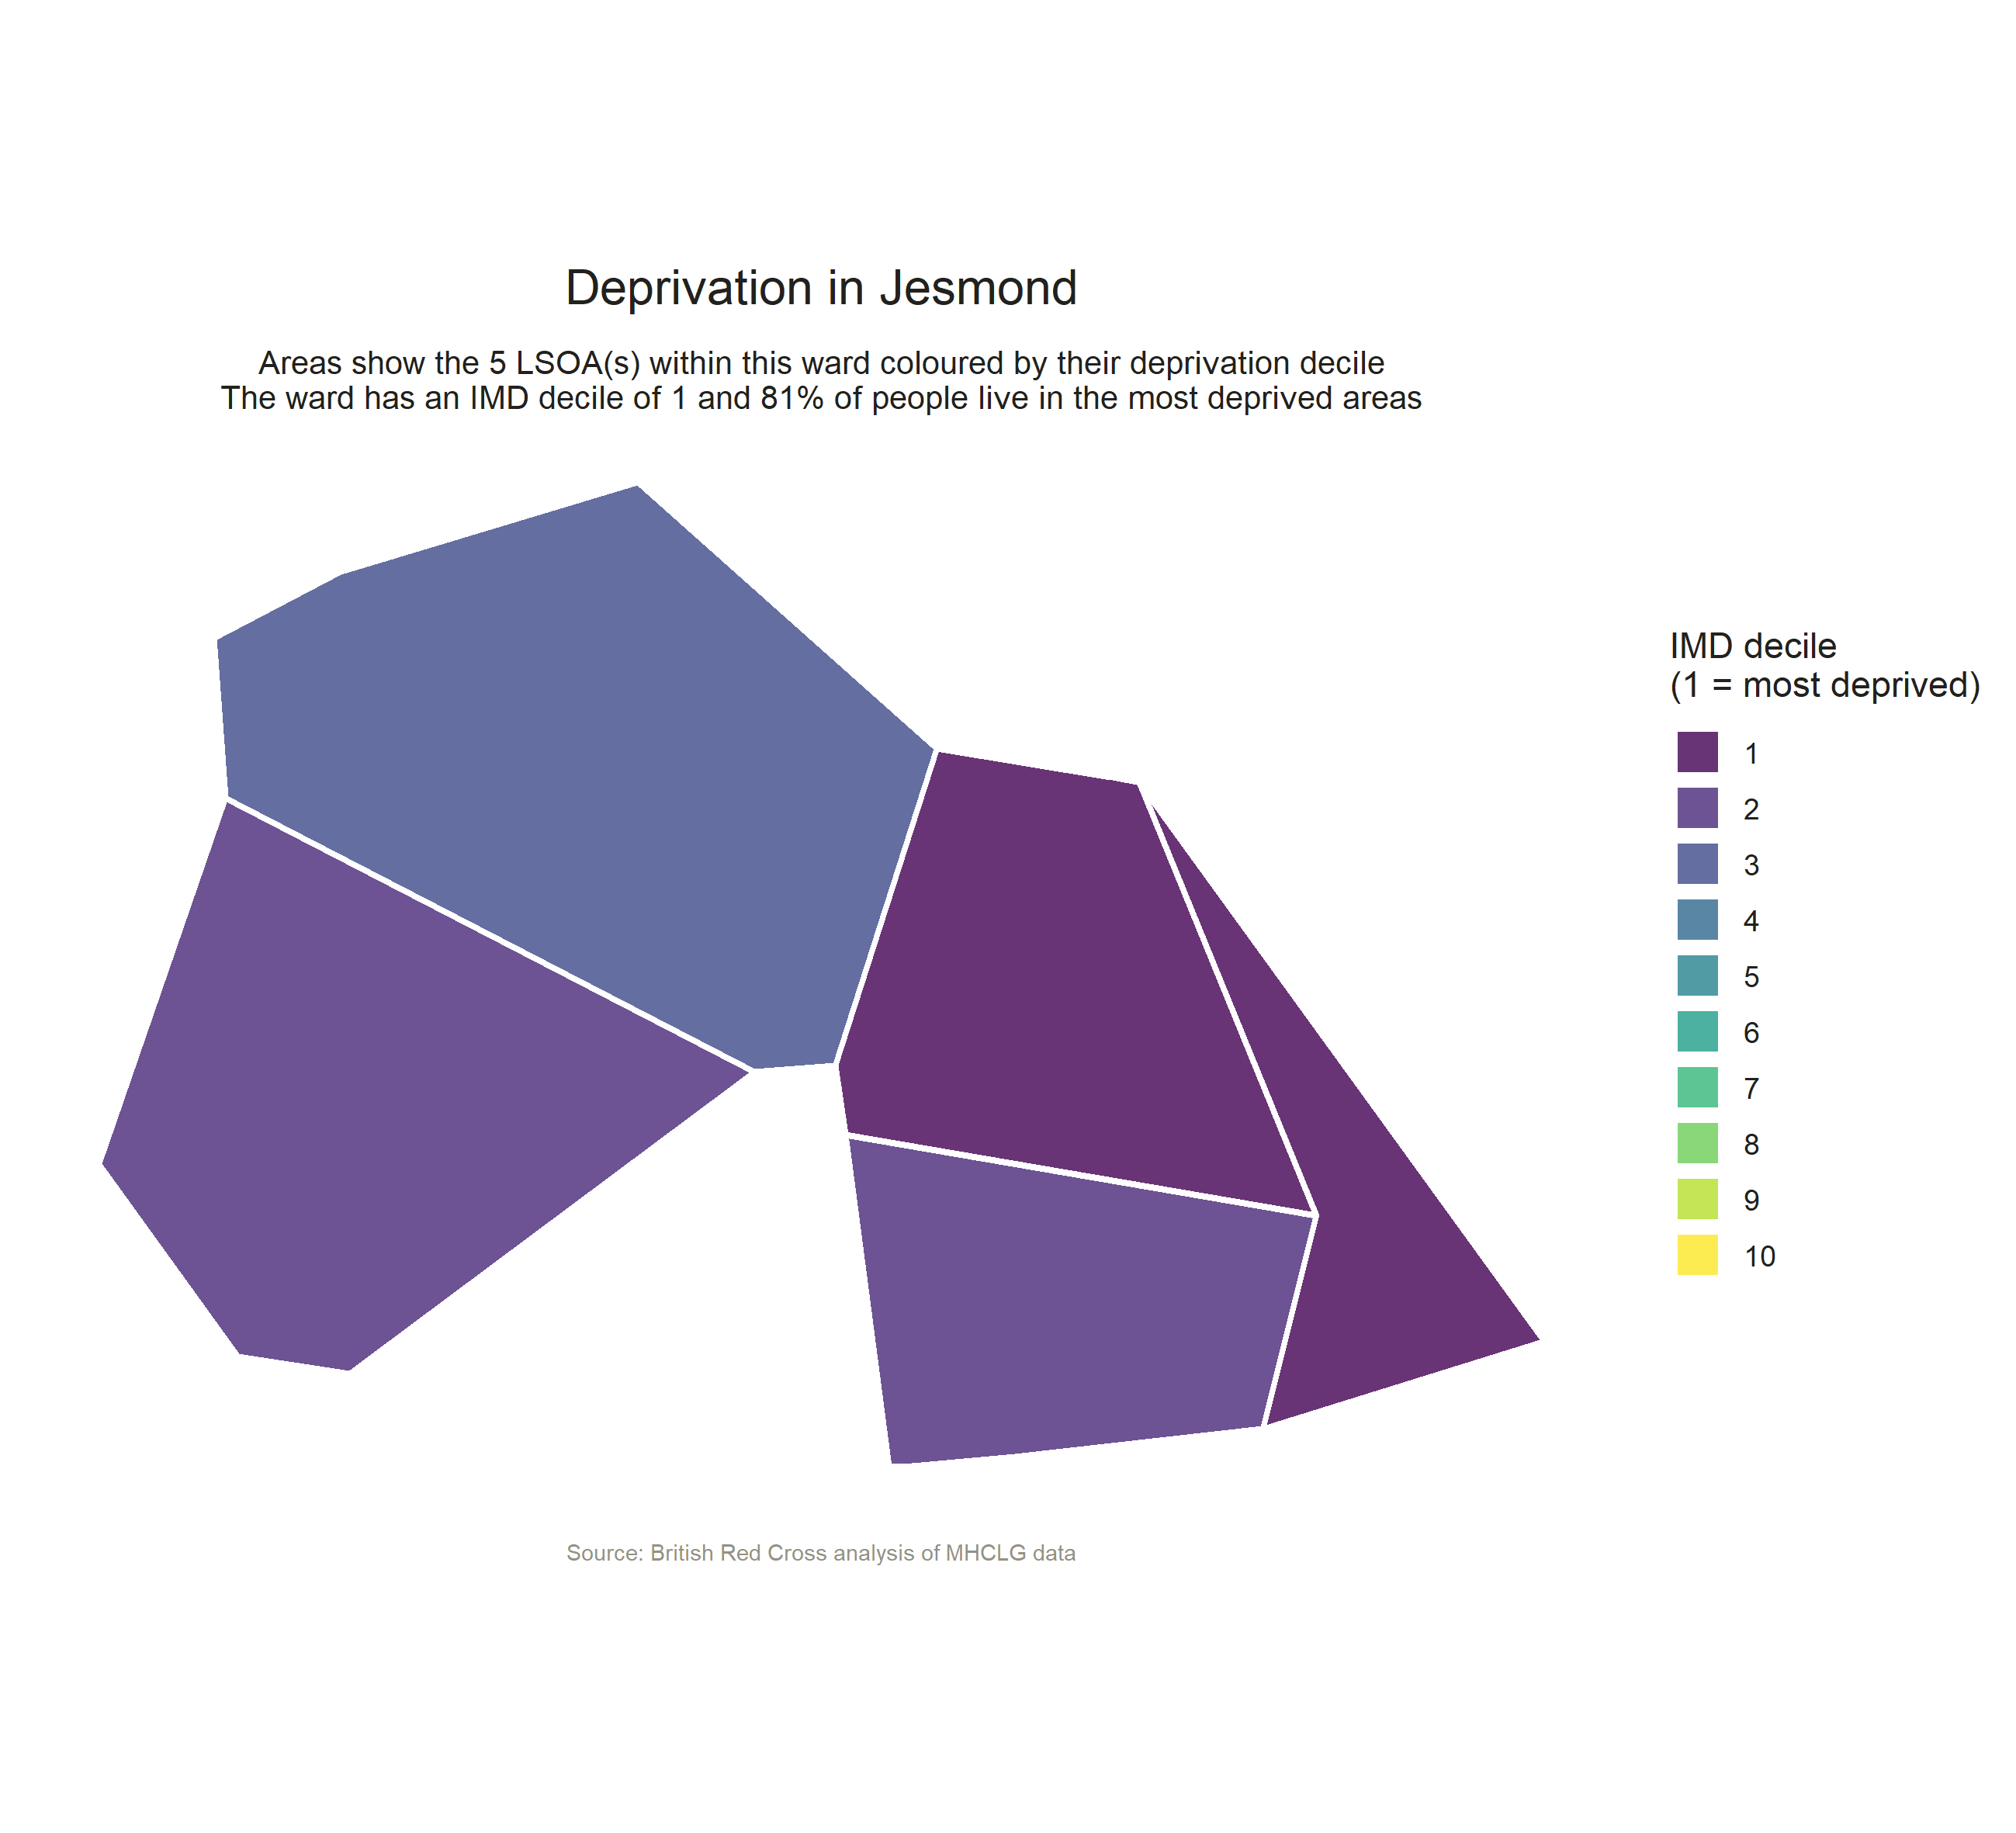 Deprivation in Jesmond
Areas show the 5 LSOA(s) within this ward coloured by their deprivation decile
The ward has an IMD decile of 1 and 81% of people live in the most deprived areas
IMD decile
(1 = most deprived)
1
2
3
4
5
6
7
8
9
10
Source: British Red Cross analysis of MHCLG data